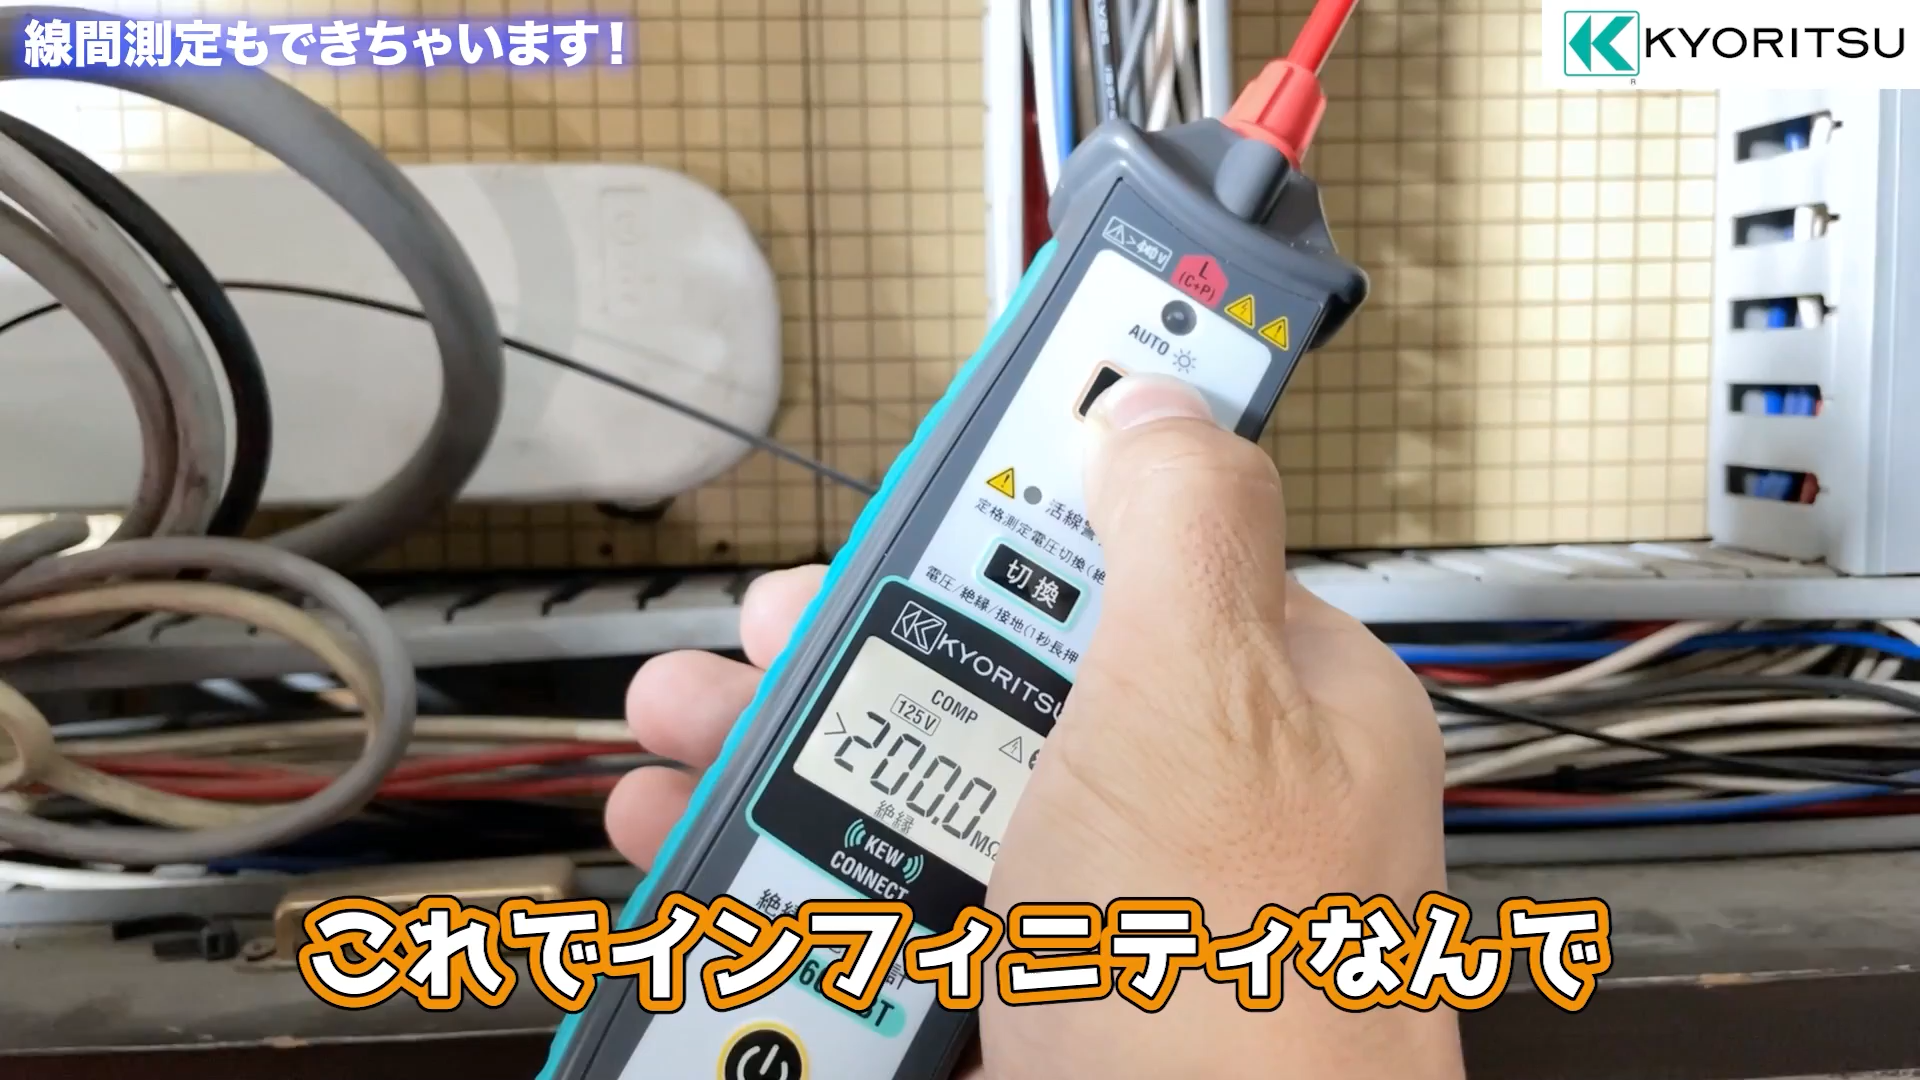 線間測定もできちゃいます!
KYORITSU
>440V
L
(C+P)
AUTO
活線
定格測定電圧切換(絶
切換
電圧/絶縁/接地(1秒長押
KYORITSU
COMP
125V
>200.0MΩ
絶縁
KEW
CONNECT
これでインフィニティなんで